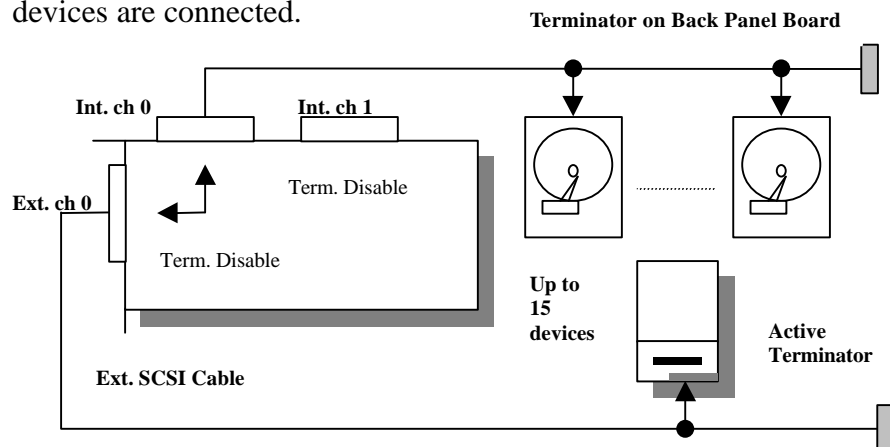 devices are connected.
Terminator on Back Panel Board
Int. ch 0
Int. ch 1
Term. Disable
Ext. ch 0
Term. Disable
Up to
15
devices
Active
Terminator
Ext. SCSI Cable